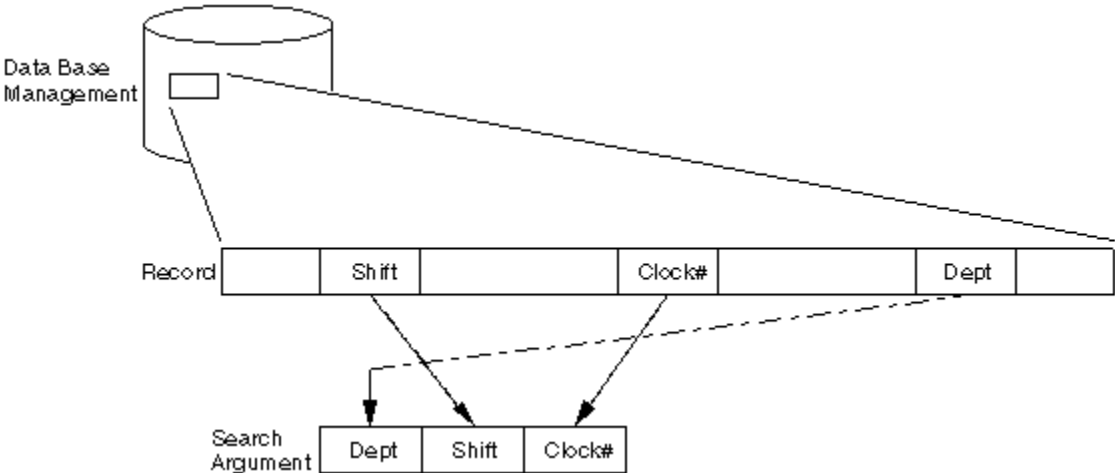 Data Base
Management
Record
Shift
Clock#
Dept
Search
Argument
Dept
Shift
Clock#